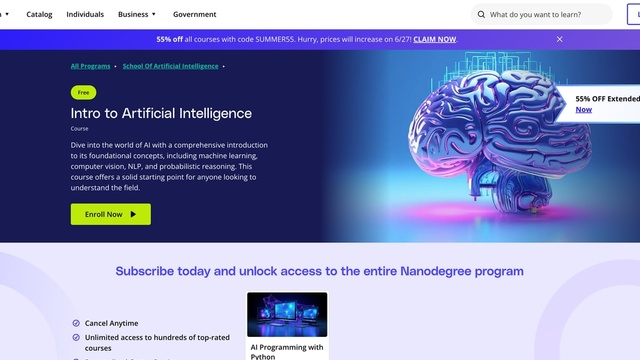 Catalog
Individuals
Business
Government
What do you want to learn?
55% off all courses with code SUMMER55. Hurry, prices will increase on 6/27! CLAIM NOW.
All Programs
School Of Artificial Intelligence
Free
Intro to Artificial Intelligence
Course
Dive into the world of AI with a comprehensive introduction
to its foundational concepts, including machine learning,
computer vision, NLP, and probabilistic reasoning. This
course offers a solid starting point for anyone looking to
understand the field.
Enroll Now
55% OFF Extended
Now
Subscribe today and unlock access to the entire Nanodegree program
Cancel Anytime
Unlimited access to hundreds of top-rated
courses
AI Programming with
Python